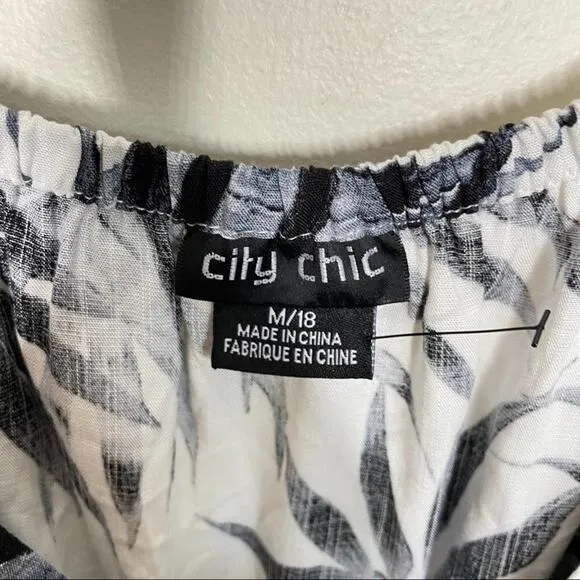 city chic
M/18
MADE IN CHINA
FABRIQUE EN CHINE